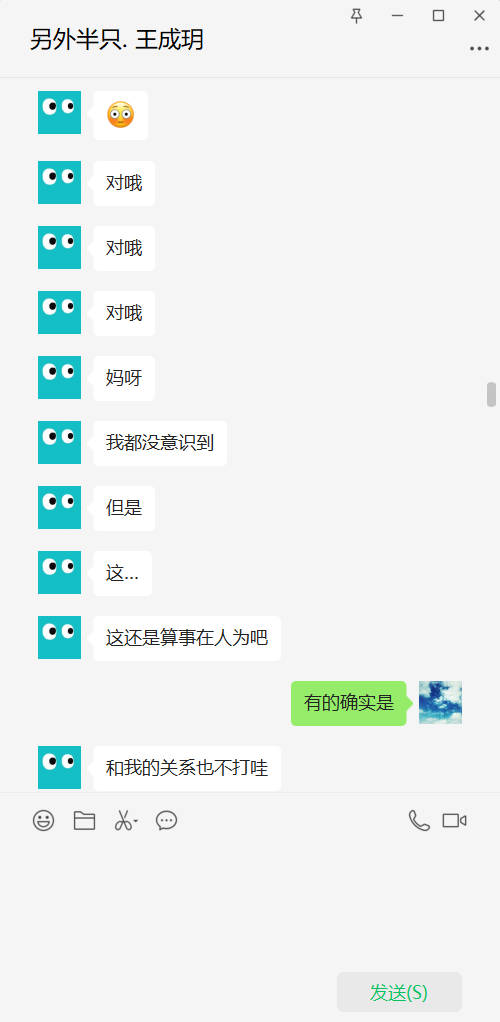 另外半只. 王成玥
对哦
对哦
对哦
妈呀
我都没意识到
但是
这...
这还是算事在人为吧
有的确实是
和我的关系也不打哇
发送(S)